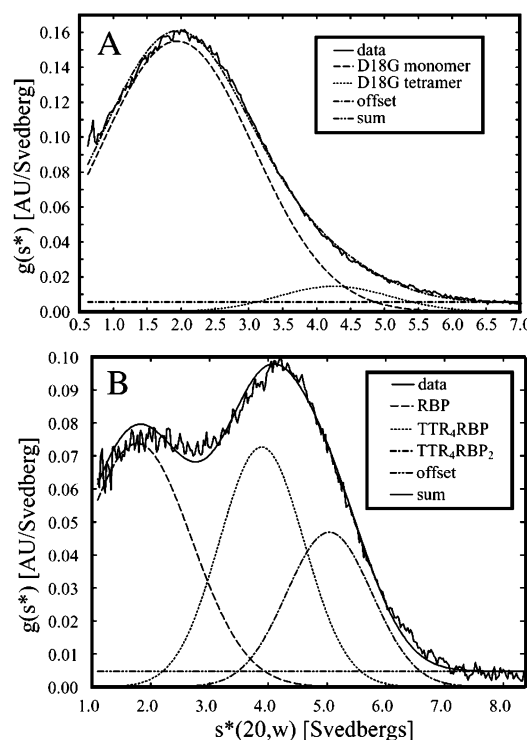 A
data
D18G monomer
D18G tetramer
offset
sum
g(s*) [AU/Svedberg]
0.16
0.14
0.12
0.10
0.08
0.06
0.04
0.02
0.00
0.5 1.0 1.5 2.0 2.5 3.0 3.5 4.0 4.5 5.0 5.5 6.0 6.5 7.0
B
data
RBP
TTR₄RBP
TTR₄RBP₂
offset
sum
g(s*) [AU/Svedberg]
0.10
0.09
0.08
0.07
0.06
0.05
0.04
0.03
0.02
0.01
0.00
1.0 2.0 3.0 4.0 5.0 6.0 7.0 8.0
s*(20,w) [Svedbergs]